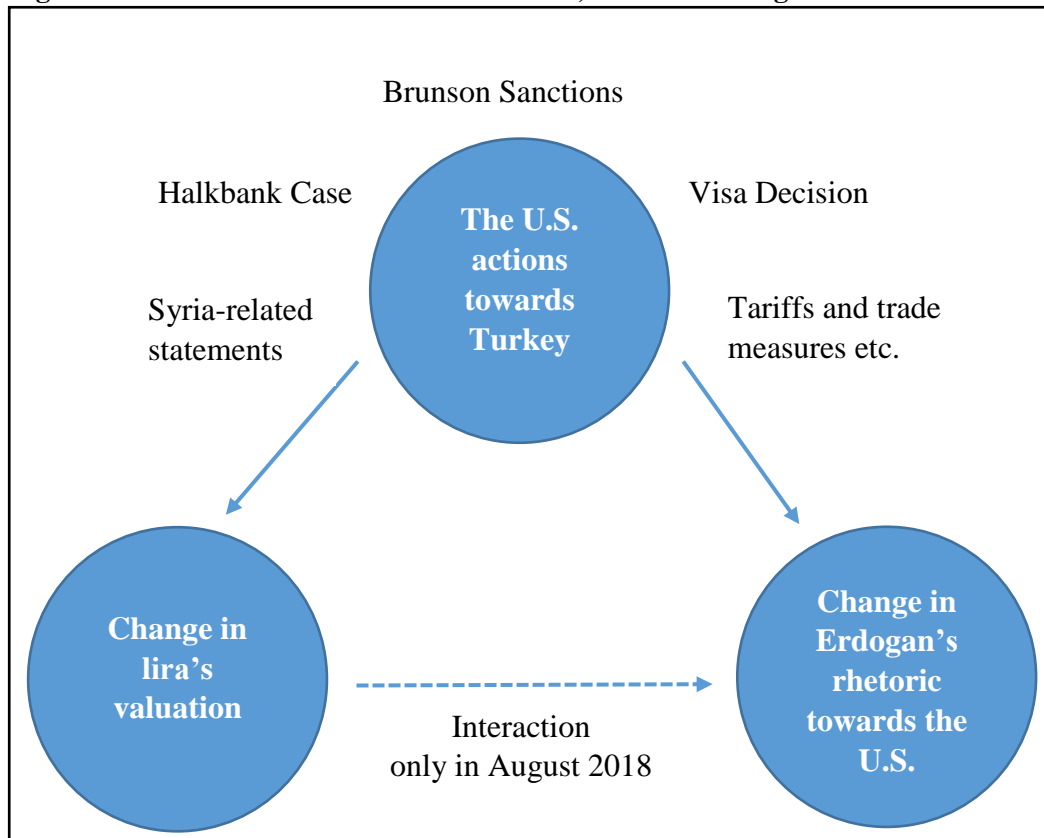 Brunson Sanctions
Halkbank Case
Visa Decision
The U.S.
actions
towards
Turkey
Syria-related
statements
Tariffs and trade
measures etc.
Change in
lira's
valuation
Change in
Erdogan's
rhetoric
towards the
U.S.
Interaction
only in August 2018